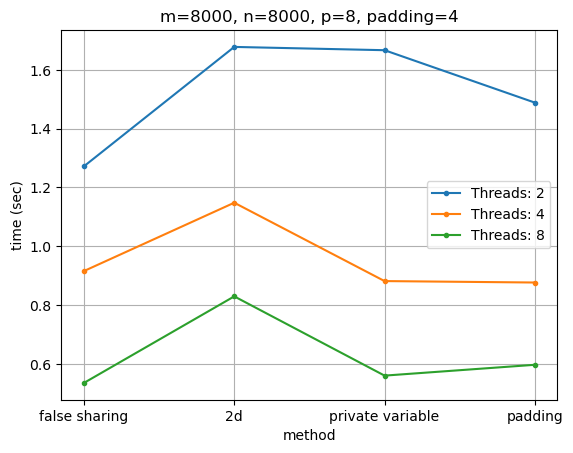 m=8000, n=8000, p=8, padding=4
time (sec)
1.6
1.4
1.2
1.0
0.8
0.6
Threads: 2
Threads: 4
Threads: 8
false sharing
2d
private variable
padding
method